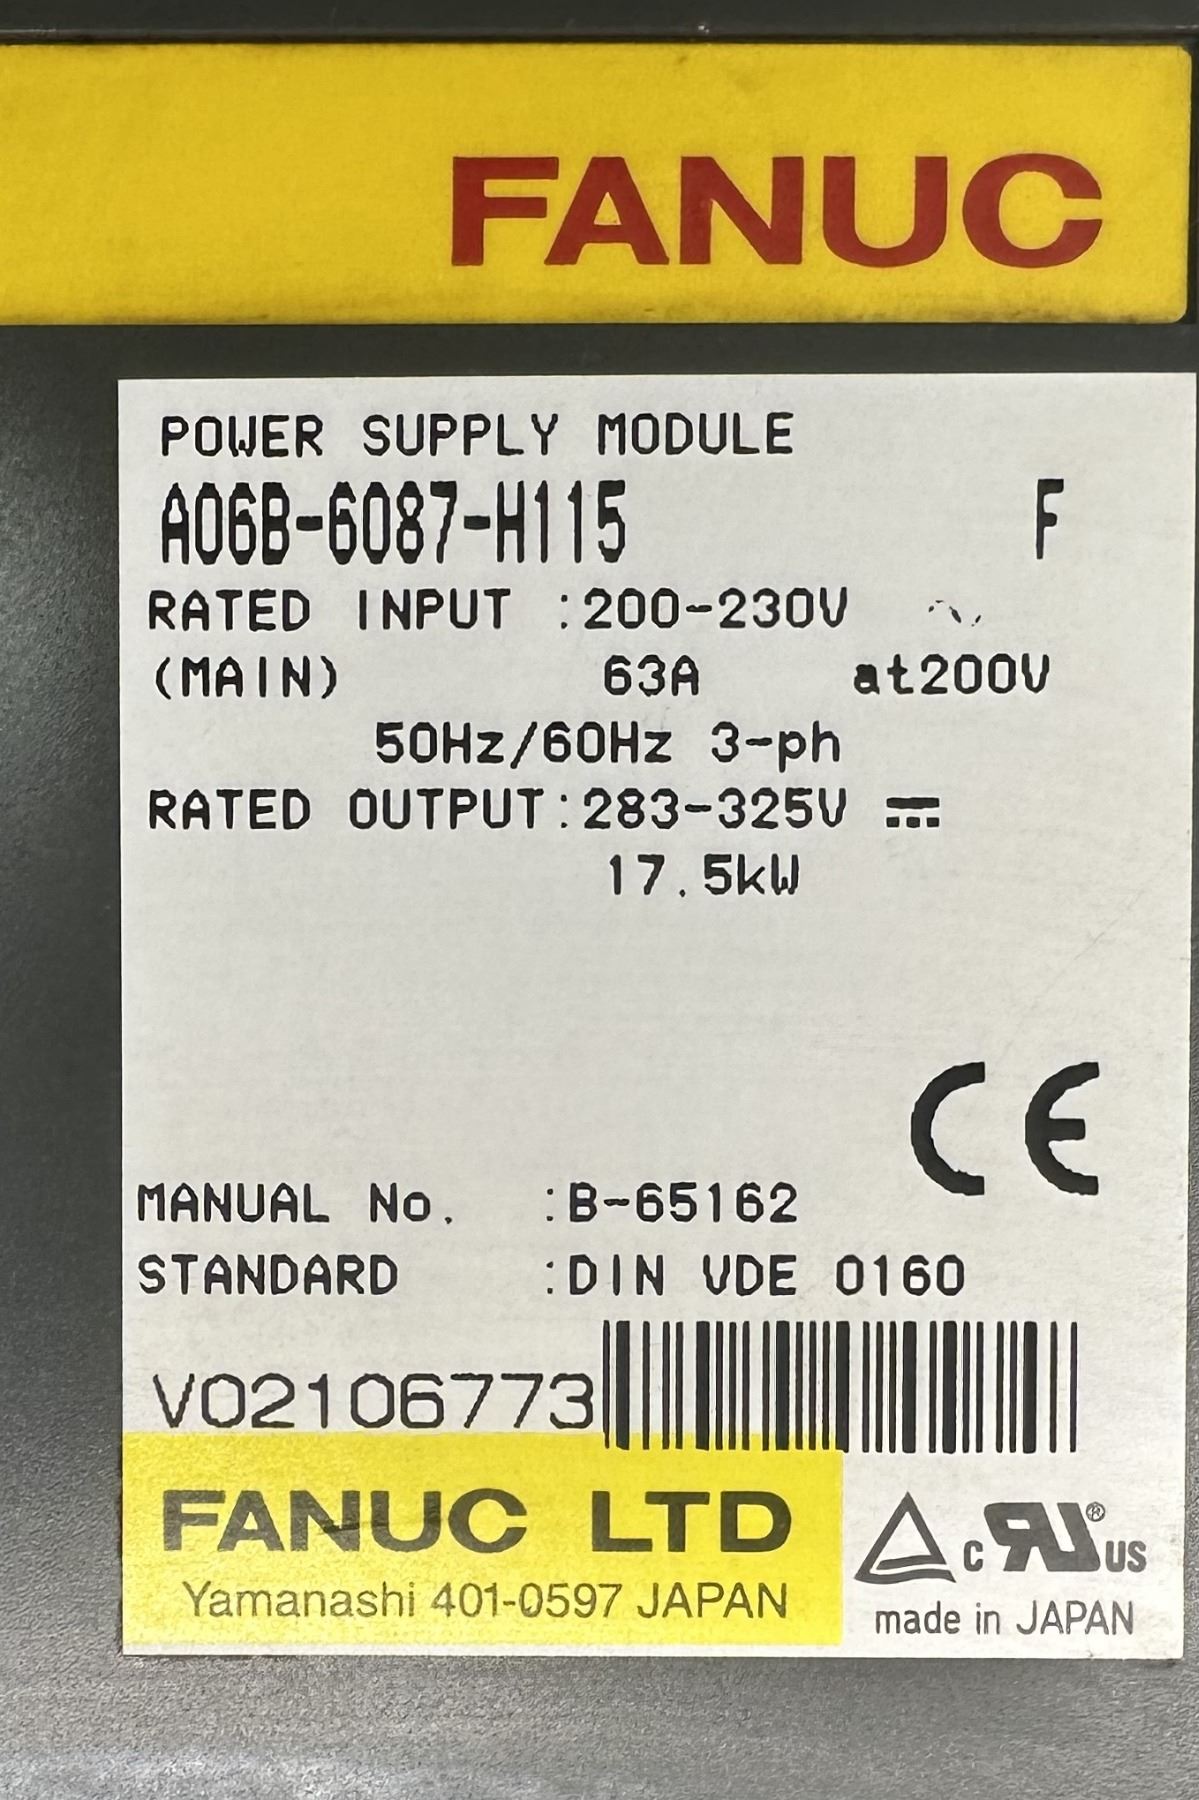 FANUC
POWER SUPPLY MODULE
A06B-6087-H115 F
RATED INPUT :200-230V ~
(MAIN) 63A at200V
50Hz/60Hz 3-ph
RATED OUTPUT:283-325V ⎓
17.5kW
CE
MANUAL No. :B-65162
STANDARD :DIN VDE 0160
V02106773
FANUC LTD
Yamanashi 401-0597 JAPAN
c RU® US
made in JAPAN